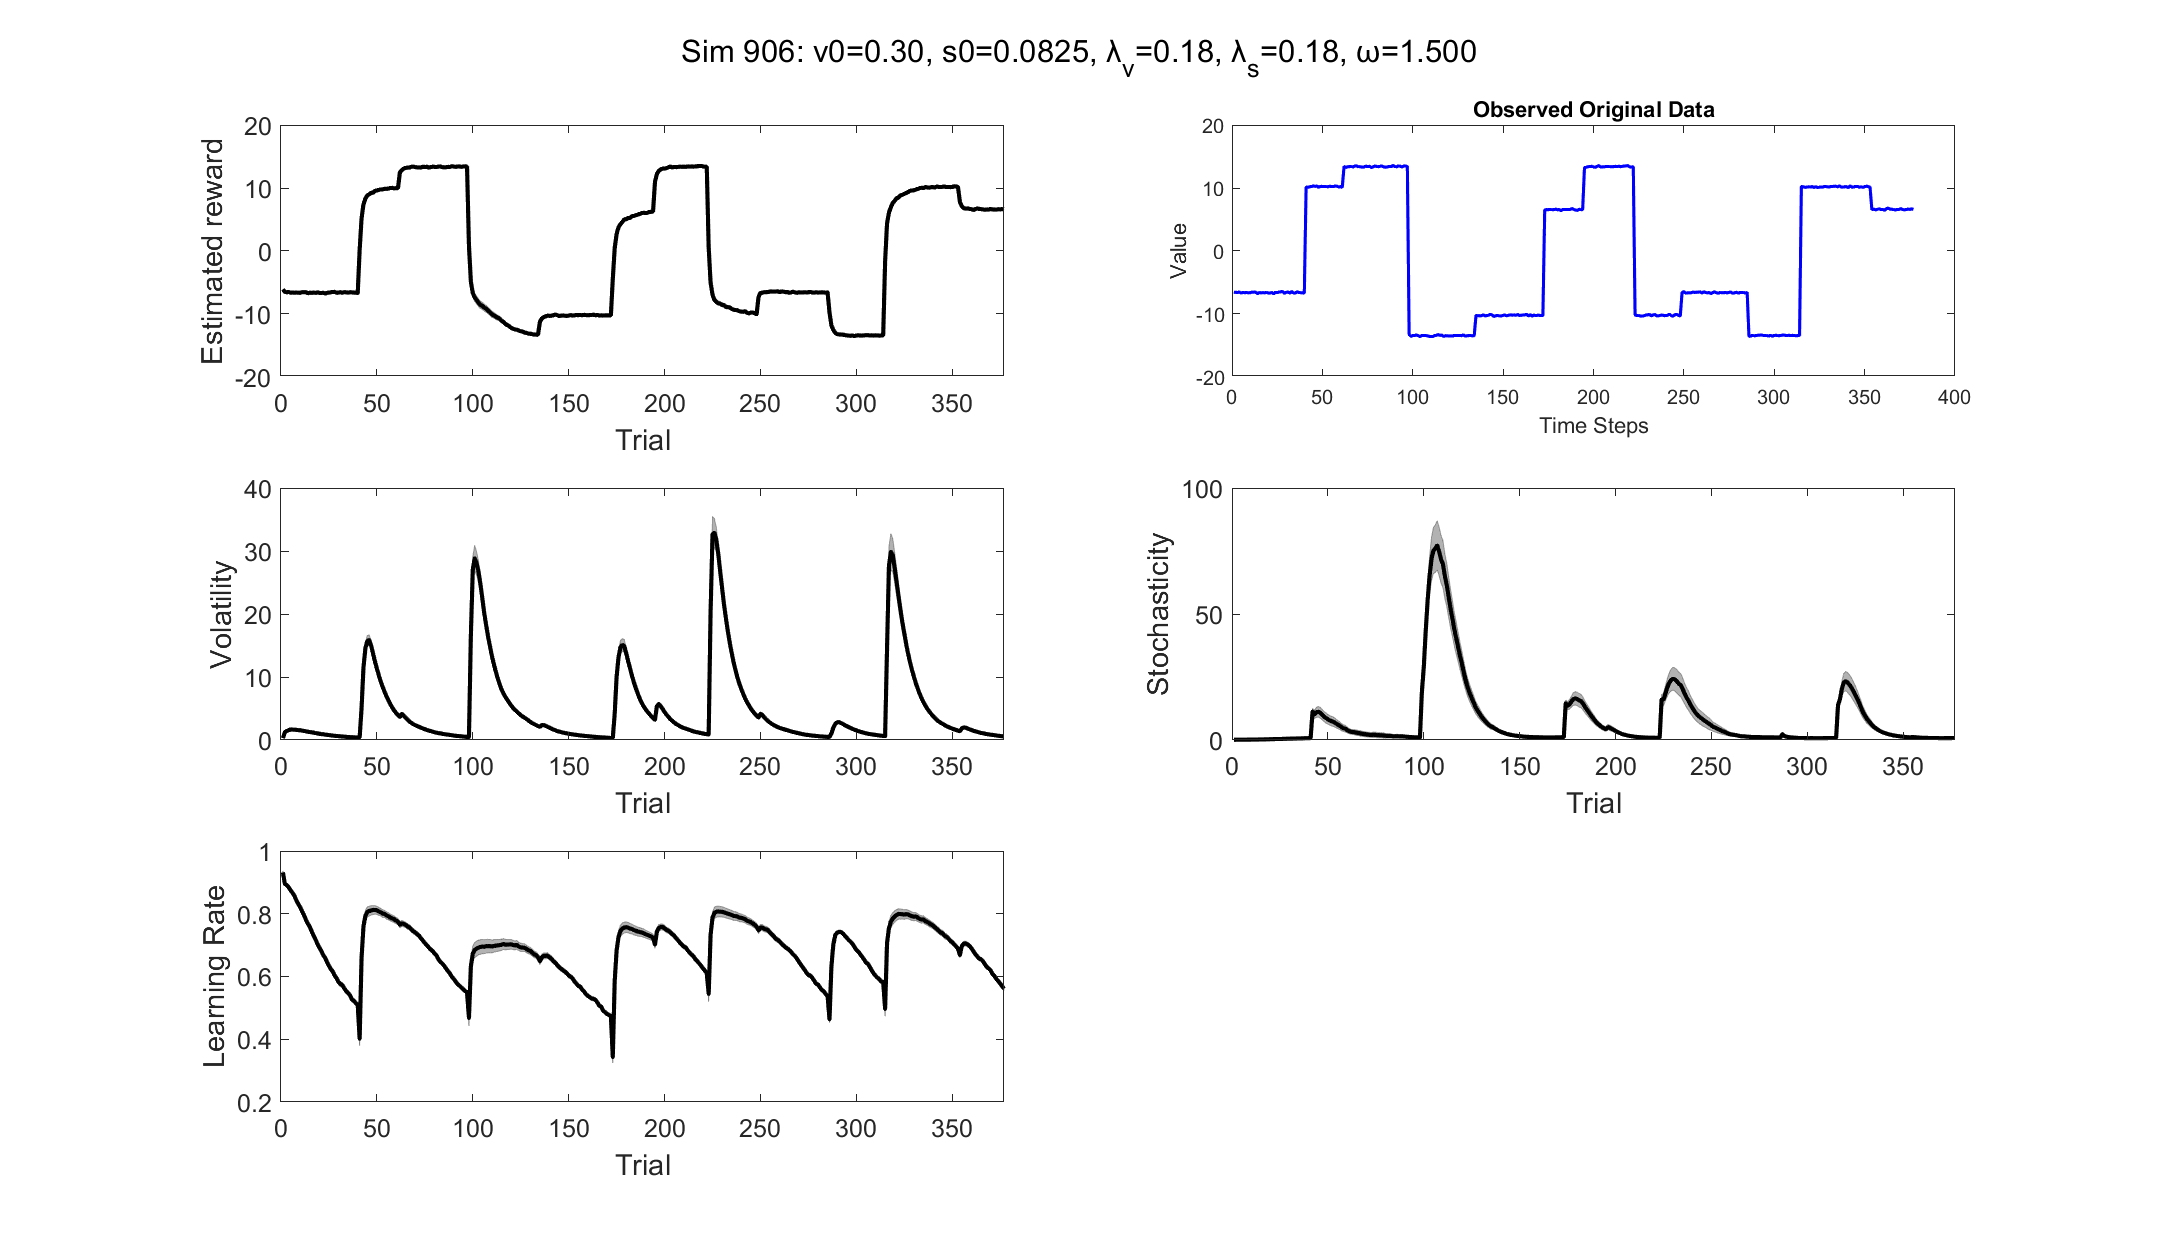 Sim 906: v0=0.30, s0=0.0825, λv=0.18, λs=0.18, ω=1.500
20
10
0
-10
-20
Estimated reward
0 50 100 150 200 250 300 350
Trial
Observed Original Data
20
10
0
-10
-20
Value
0 50 100 150 200 250 300 350 400
Time Steps
40
30
20
10
0
Volatility
0 50 100 150 200 250 300 350
Trial
100
50
0
Stochasticity
0 50 100 150 200 250 300 350
Trial
1
0.8
0.6
0.4
0.2
Learning Rate
0 50 100 150 200 250 300 350
Trial